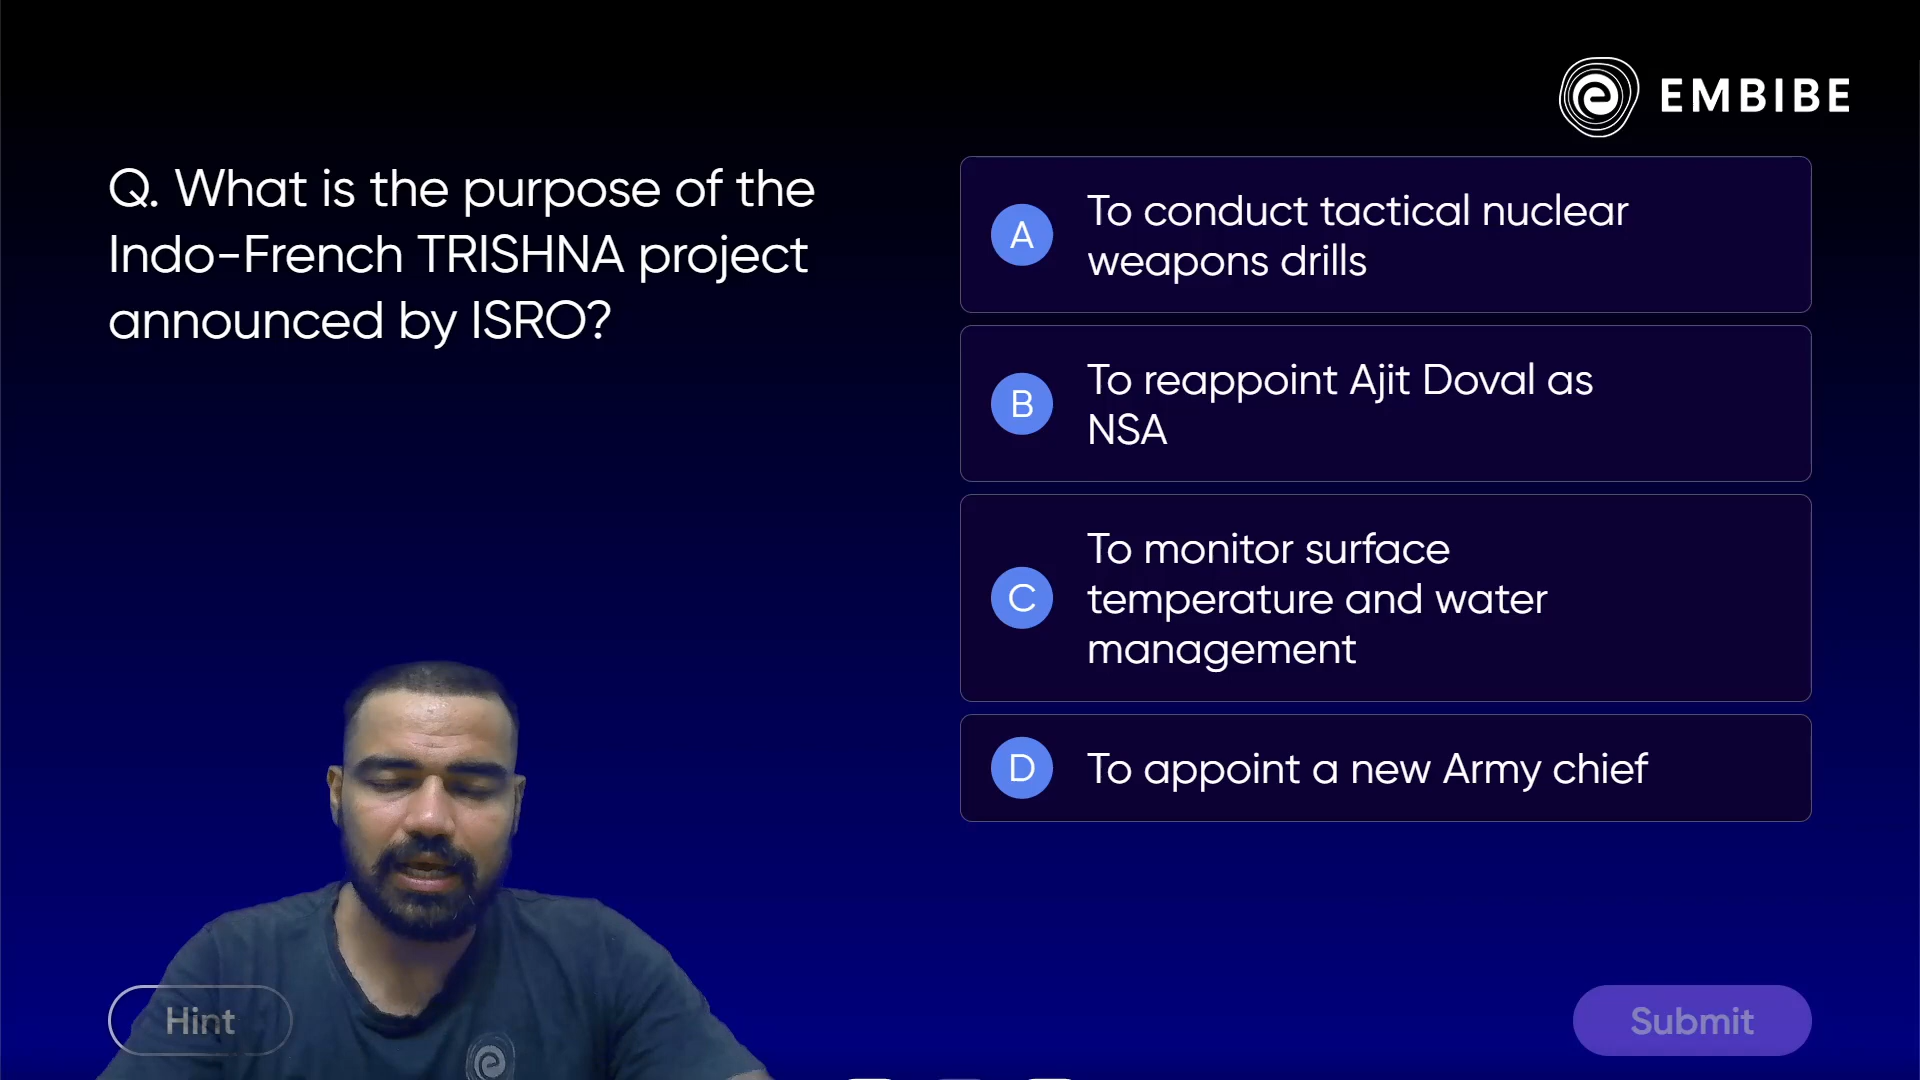 EMBIBE
Q. What is the purpose of the
Indo-French TRISHNA project
announced by ISRO?
A
To conduct tactical nuclear
weapons drills
B
To reappoint Ajit Doval as
NSA
C
To monitor surface
temperature and water
management
D
To appoint a new Army chief
Hint
Submit